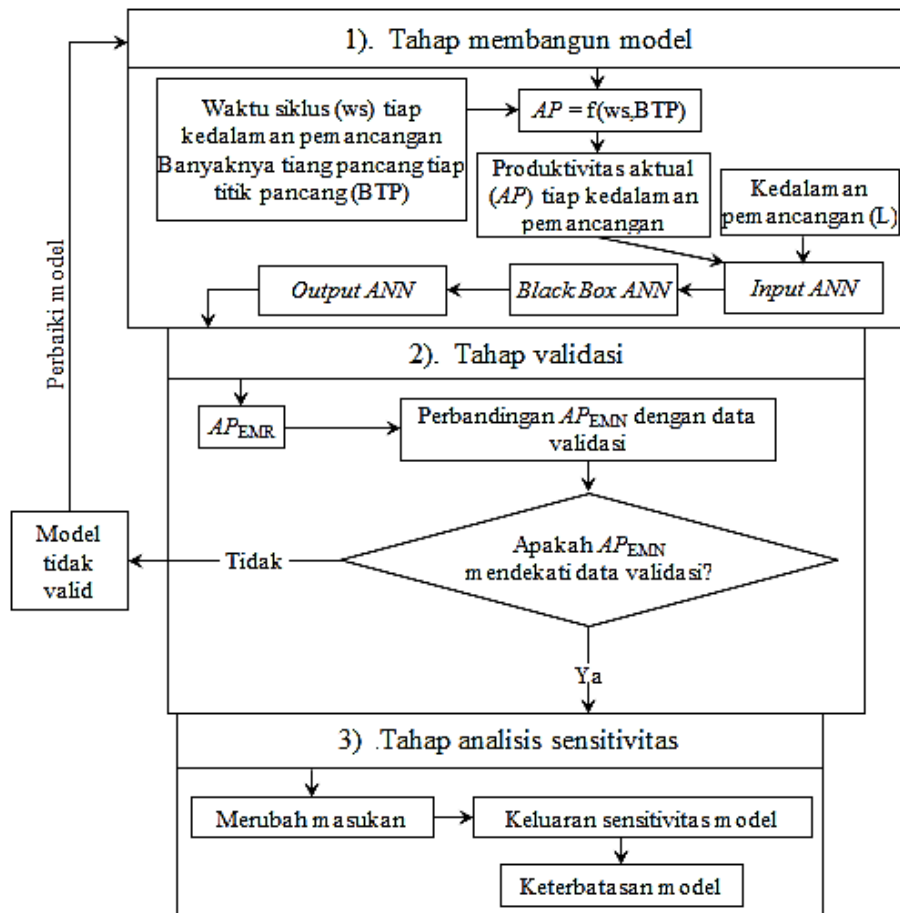 1). Tahap membangun model
Waktu siklus (ws) tiap
kedalaman pemancangan
Banyaknya tiang pancang tiap
titik pancang (BTP)
AP = f(ws,BTP)
Produktivitas aktual
(AP) tiap kedalaman
pemancangan
Kedalaman
pemancangan (L)
Output ANN
Black Box ANN
Input ANN
Perbaiki model
2). Tahap validasi
APEMR
Perbandingan APEMN dengan data
validasi
Model
tidak
valid
Tidak
Apakah APEMN
mendekati data validasi?
Ya
3) .Tahap analisis sensitivitas
Merubah masukan
Keluaran sensitivitas model
Keterbatasan model